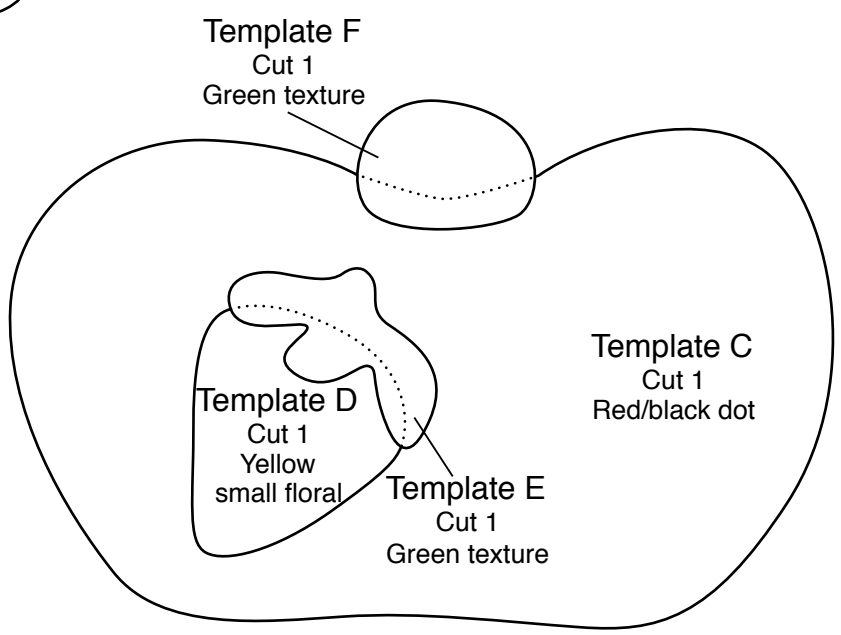 Template F
Cut 1
Green texture
Template C
Cut 1
Red/black dot
Template D
Cut 1
Yellow
small floral
Template E
Cut 1
Green texture